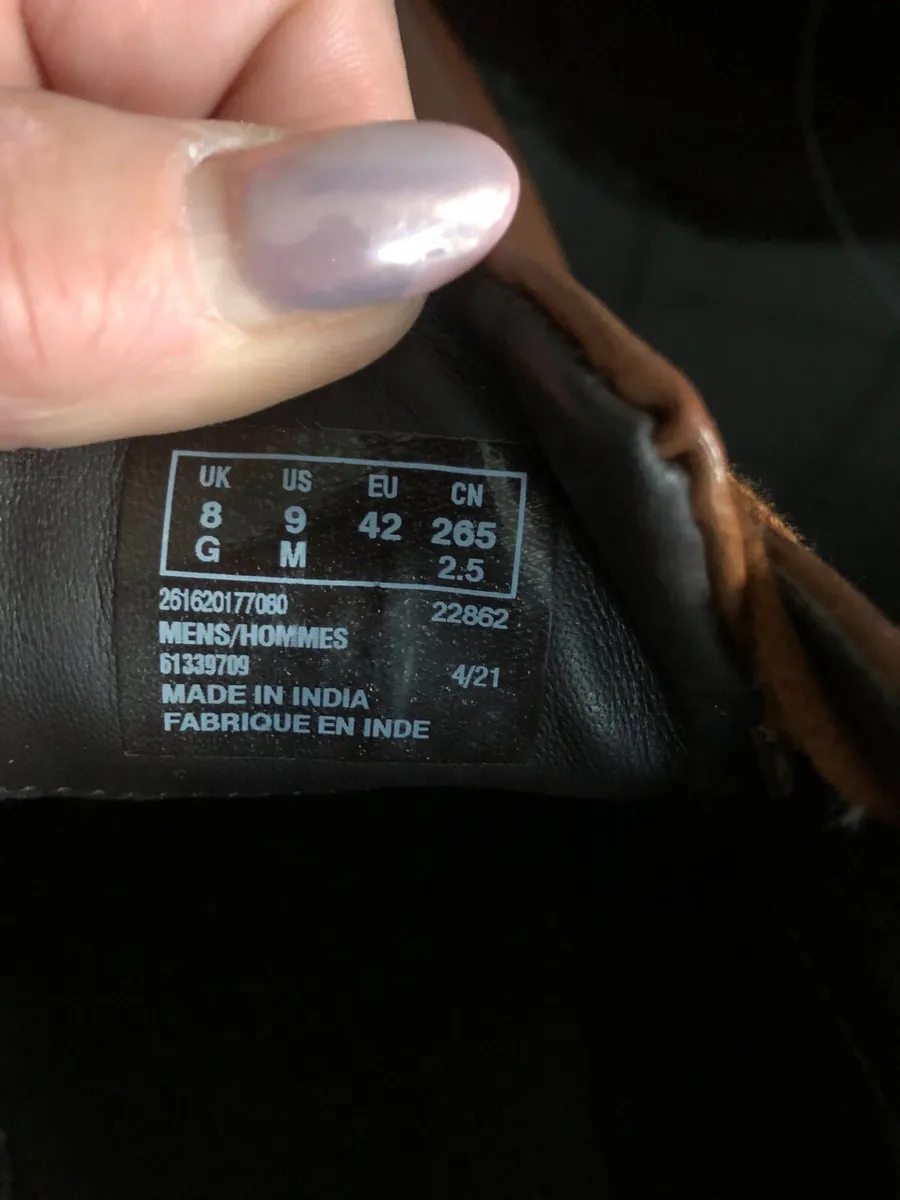 UK US EU CN
8 9 42 265
G M 2.5
261620177080 22862
MENS/HOMMES
61339709 4/21
MADE IN INDIA
FABRIQUE EN INDE